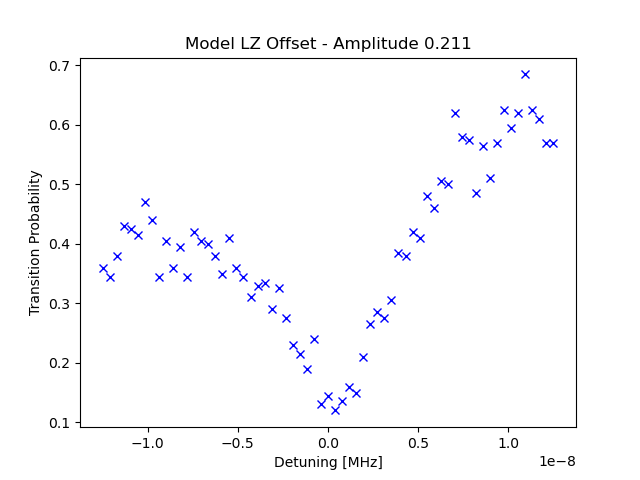 Model LZ Offset - Amplitude 0.211
Transition Probability
0.7
0.6
0.5
0.4
0.3
0.2
0.1
−1.0 −0.5 0.0 0.5 1.0
Detuning [MHz]
1e−8